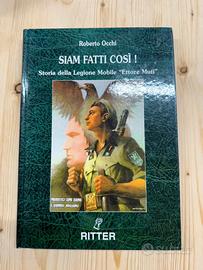 Roberto Occhi
SIAM FATTI COSÌ !
Storia della Legione Mobile "Ettore Muti"
RITTER